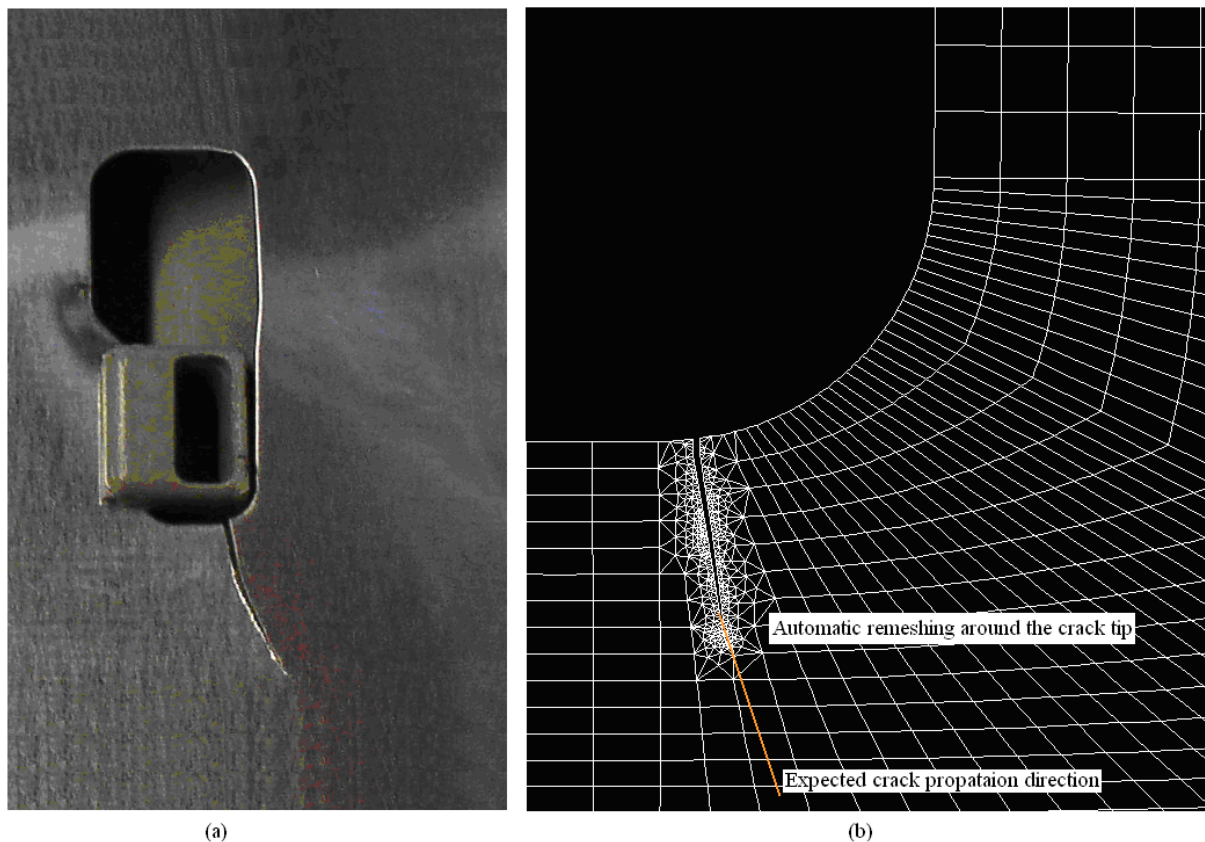 Automatic remeshing around the crack tip
Expected crack propataion direction
(a)
(b)